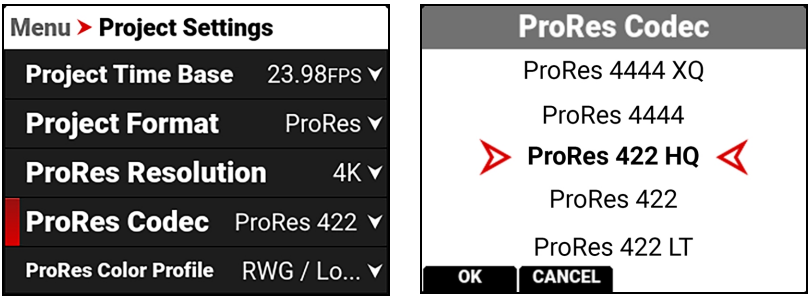 Menu > Project Settings
Project Time Base 23.98FPS
Project Format ProRes
ProRes Resolution 4K
ProRes Codec ProRes 422
ProRes Color Profile RWG / Lo...
ProRes Codec
ProRes 4444 XQ
ProRes 4444
ProRes 422 HQ
ProRes 422
ProRes 422 LT
OK CANCEL